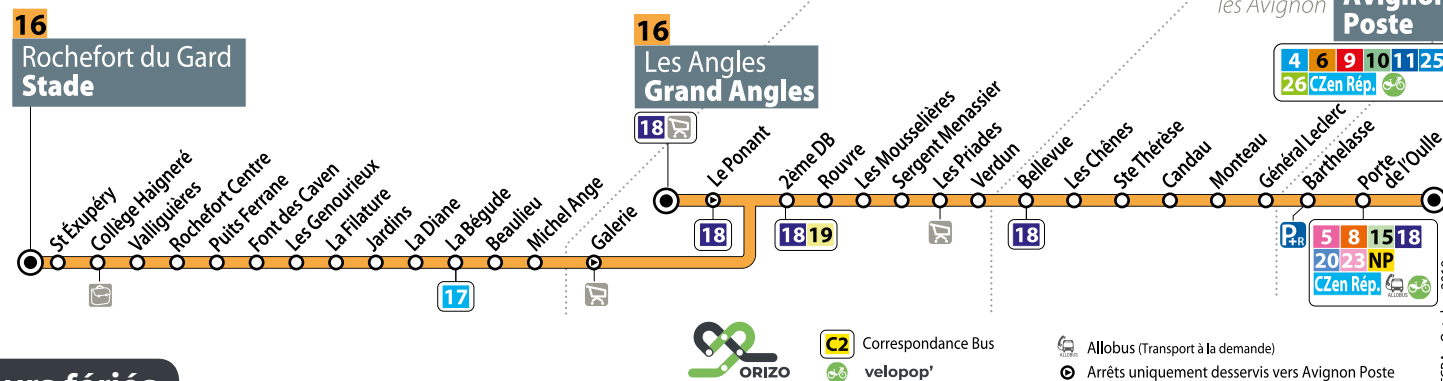 16
Rochefort du Gard
Stade
16
Les Angles
Grand Angles
18
lès Avignon
Avignon
Poste
4 6 9 10 11 25
26 CZen Rép.
St Éxupéry
Collège Haigneré
Valliguières
Rochefort Centre
Puits Ferrane
Font des Caven
Les Genourieux
La Filature
Jardins
La Diane
La Bégude
Beaulieu
Michel Ange
Galerie
17
Le Ponant
2ème DB
Rouvre
Les Mousselières
Sergent Menassier
Les Priades
Verdun
Bellevue
Les Chênes
Ste Thérèse
Candau
Monteau
Général Leclerc
Barthelasse
Porte
de l'Oulle
18
18 19
18
P+R
5 8 15 18
20 23 NP
CZen Rép.
ALLOBUS
ORIZO
C2 Correspondance Bus
velopop'
ALLOBUS
Allobus (Transport à la demande)
Arrêts uniquement desservis vers Avignon Poste